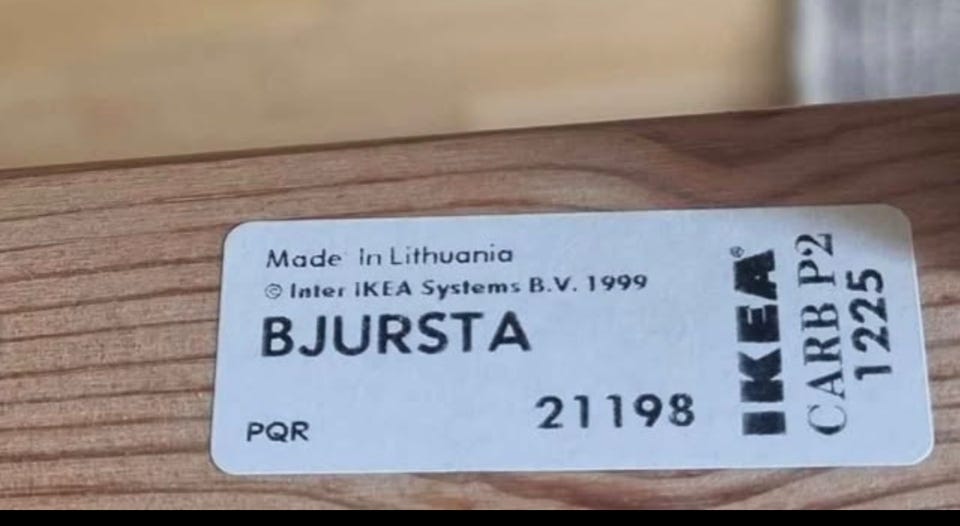 Made in Lithuania
© Inter IKEA Systems B.V. 1999
BJURSTA
PQR
21198
IKEA®
CARB P2
1225